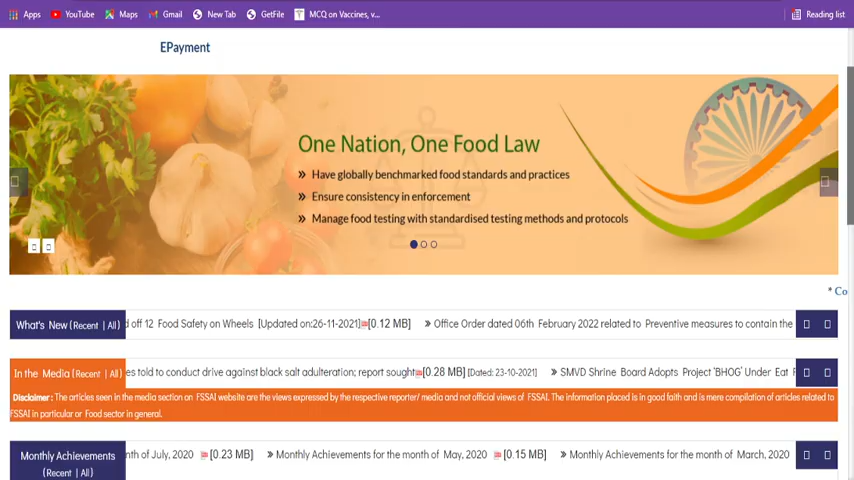 Apps YouTube Maps Gmail New Tab GetFile MCQ on Vaccines, v... Reading list
EPayment
One Nation, One Food Law
» Have globally benchmarked food standards and practices
» Ensure consistency in enforcement
» Manage food testing with standardised testing methods and protocols
* Co
What's New (Recent | All) d off 12 Food Safety on Wheels [Updated on:26-11-2021] [0.12 MB] » Office Order dated 06th February 2022 related to Preventive measures to contain the
In the Media (Recent | All) es told to conduct drive against black salt adulteration; report sought [0.28 MB] [Dated: 23-10-2021] » SMVD Shrine Board Adopts Project 'BHOG' Under Eat
Disclaimer : The articles seen in the media section on FSSAI website are the views expressed by the respective reporter/ media and not official views of FSSAI. The information placed is in good faith and is mere compilation of articles related to
FSSAI in particular or Food sector in general.
Monthly Achievements nth of July, 2020 [0.23 MB] » Monthly Achievements for the month of May, 2020 [0.15 MB] » Monthly Achievements for the month of March, 2020
(Recent | All)